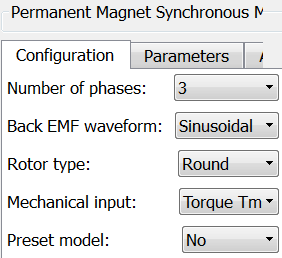 Permanent Magnet Synchronous
Configuration Parameters
Number of phases: 3
Back EMF waveform: Sinusoidal
Rotor type: Round
Mechanical input: Torque Tm
Preset model: No